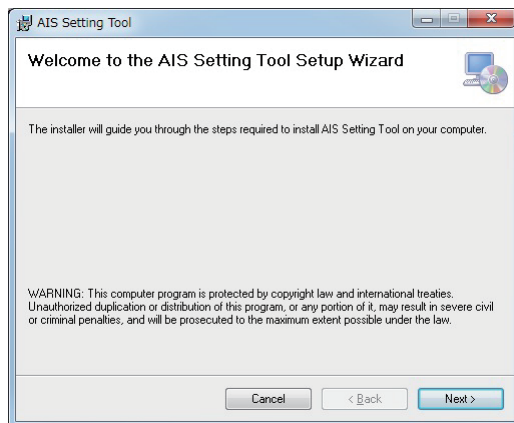 AIS Setting Tool
Welcome to the AIS Setting Tool Setup Wizard
The installer will guide you through the steps required to install AIS Setting Tool on your computer.
WARNING: This computer program is protected by copyright law and international treaties.
Unauthorized duplication or distribution of this program, or any portion of it, may result in severe civil
or criminal penalties, and will be prosecuted to the maximum extent possible under the law.
Cancel < Back Next >